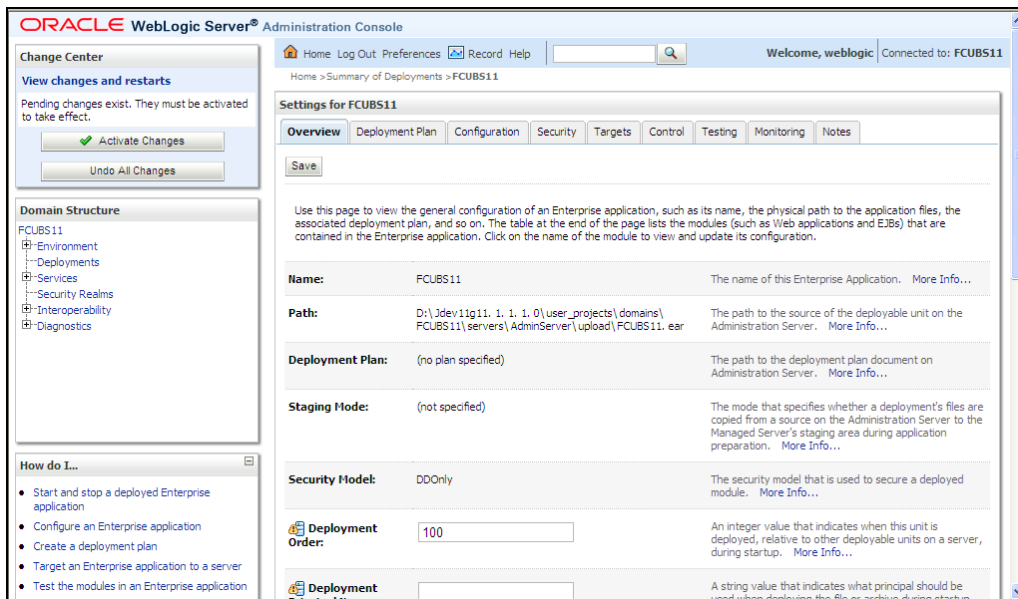 ORACLE WebLogic Server® Administration Console
Change Center
View changes and restarts
Pending changes exist. They must be activated
to take effect.
Activate Changes
Undo All Changes
Domain Structure
FCUBS11
Environment
Deployments
Services
Security Realms
Interoperability
Diagnostics
How do I...
Start and stop a deployed Enterprise
application
Configure an Enterprise application
Create a deployment plan
Target an Enterprise application to a server
Test the modules in an Enterprise application
Home Log Out Preferences Record Help
Welcome, weblogic Connected to: FCUBS11
Home >Summary of Deployments >FCUBS11
Settings for FCUBS11
Overview Deployment Plan Configuration Security Targets Control Testing Monitoring Notes
Save
Use this page to view the general configuration of an Enterprise application, such as its name, the physical path to the application files, the
associated deployment plan, and so on. The table at the end of the page lists the modules (such as Web applications and EJBs) that are
contained in the Enterprise application. Click on the name of the module to view and update its configuration.
Name: FCUBS11 The name of this Enterprise Application. More Info...
Path: D:\Jdev11g11. 1. 1. 1. 0\user_projects\domains\ The path to the source of the deployable unit on the
FCUBS11\servers\AdminServer\upload\FCUBS11. ear Administration Server. More Info...
Deployment Plan: (no plan specified) The path to the deployment plan document on
Administration Server. More Info...
Staging Mode: (not specified) The mode that specifies whether a deployment's files are
copied from a source on the Administration Server to the
Managed Server's staging area during application
preparation. More Info...
Security Model: DDOnly The security model that is used to secure a deployed
module. More Info...
Deployment Order: 100 An integer value that indicates when this unit is
deployed, relative to other deployable units on a server,
during startup. More Info...
Deployment A string value that indicates what principal should be
used when deploying the file or archive during startup